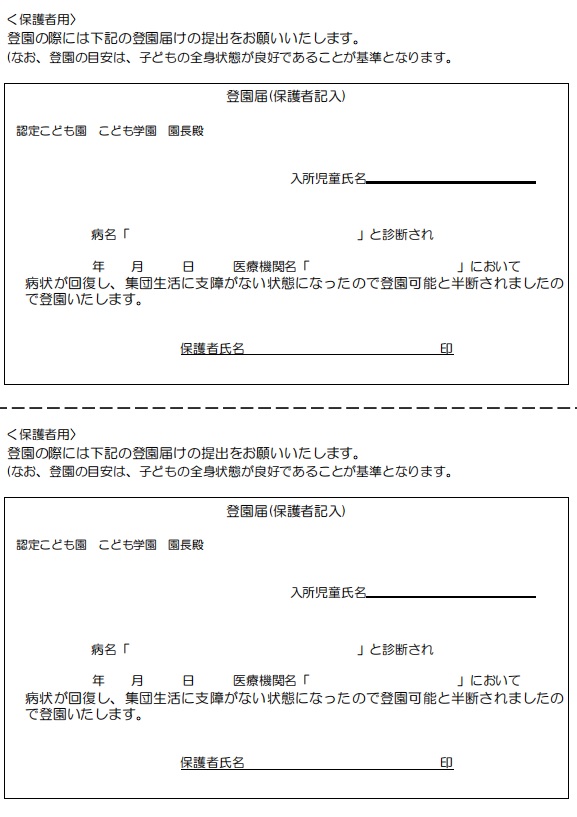 ＜保護者用＞
登園の際には下記の登園届けの提出をお願いいたします。
(なお、登園の目安は、子どもの全身状態が良好であることが基準となります。
登園届(保護者記入)
認定こども園　こども学園　園長殿
入所児童氏名
病名「　　　　　　　　　　　　　　　　」と診断され
年　　月　　　日　　　医療機関名「　　　　　　　　　　　」において
病状が回復し、集団生活に支障がない状態になったので登園可能と半断されましたの
で登園いたします。
保護者氏名　　　　　　　　　　　　　　　印
＜保護者用＞
登園の際には下記の登園届けの提出をお願いいたします。
(なお、登園の目安は、子どもの全身状態が良好であることが基準となります。
登園届(保護者記入)
認定こども園　こども学園　園長殿
入所児童氏名
病名「　　　　　　　　　　　　　　　　」と診断され
年　　月　　　日　　　医療機関名「　　　　　　　　　　　」において
病状が回復し、集団生活に支障がない状態になったので登園可能と半断されましたの
で登園いたします。
保護者氏名　　　　　　　　　　　　　　　印